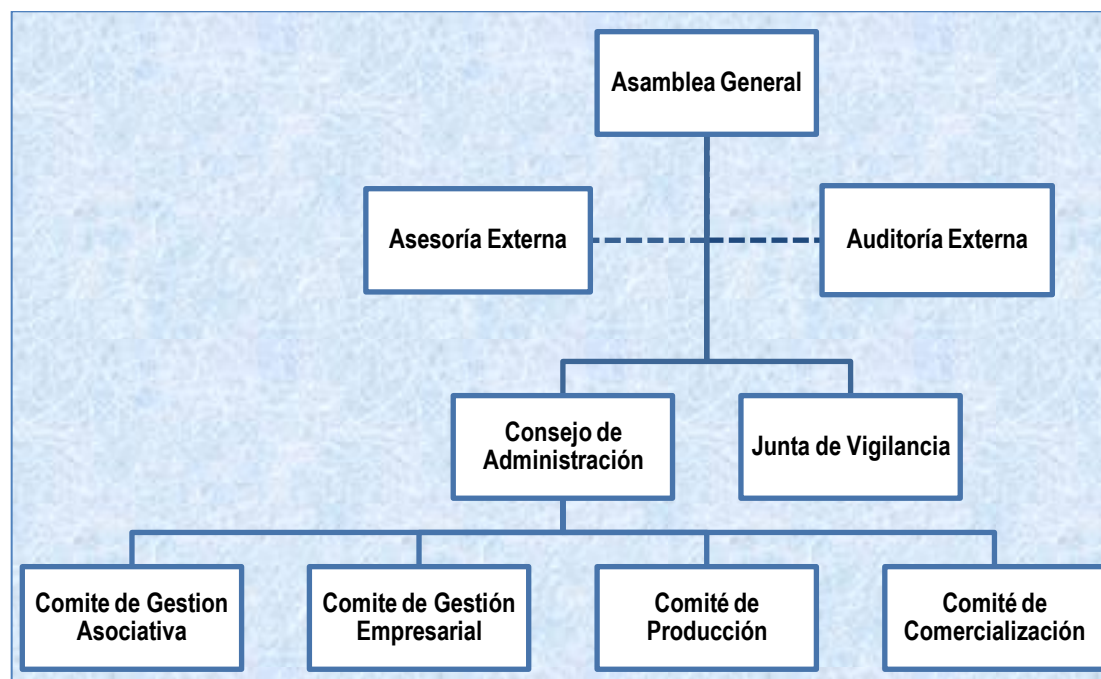 Asamblea General
Asesoría Externa
Auditoría Externa
Consejo de
Administración
Junta de Vigilancia
Comite de Gestion
Asociativa
Comite de Gestión
Empresarial
Comité de
Producción
Comité de
Comercialización